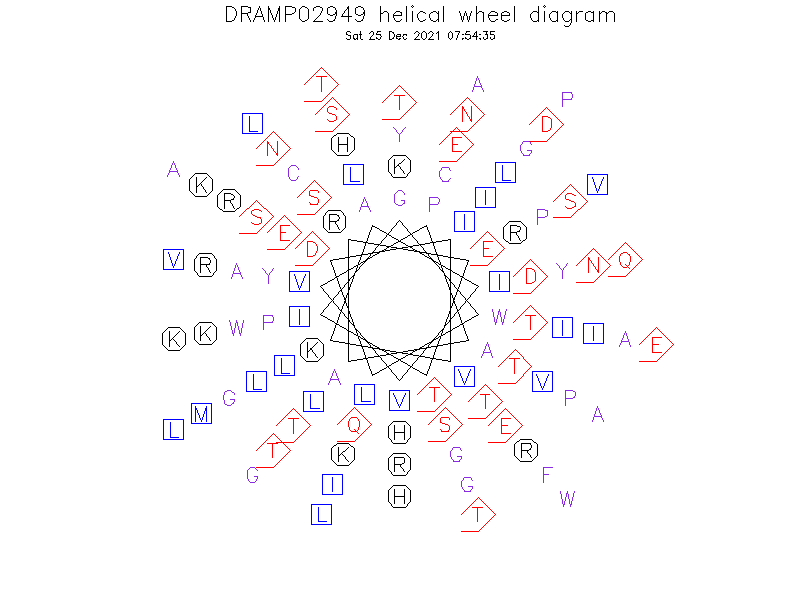 DRAMP02949 helical wheel diagram
Sat 25 Dec 2021 07:54:35
T A
T P
S N
L D
Y
H E
N G
K
A C L C L
K V
R S G I S
A P
S P
R I
E R
D E
V R A Y V I D Y N Q
K K W P I W T I I A E
K A
L T
A V
L V
L T
G P
L V T
M A
T Q S E
L H
T R
K G
R
G F
I G
H W
L T